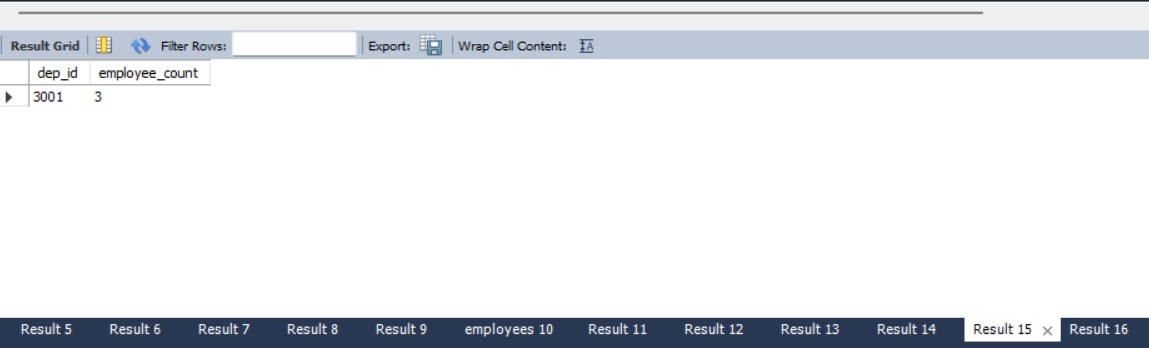 Result Grid Filter Rows: Export: Wrap Cell Content:
dep_id employee_count
3001 3
Result 5 Result 6 Result 7 Result 8 Result 9 employees 10 Result 11 Result 12 Result 13 Result 14 Result 15 Result 16